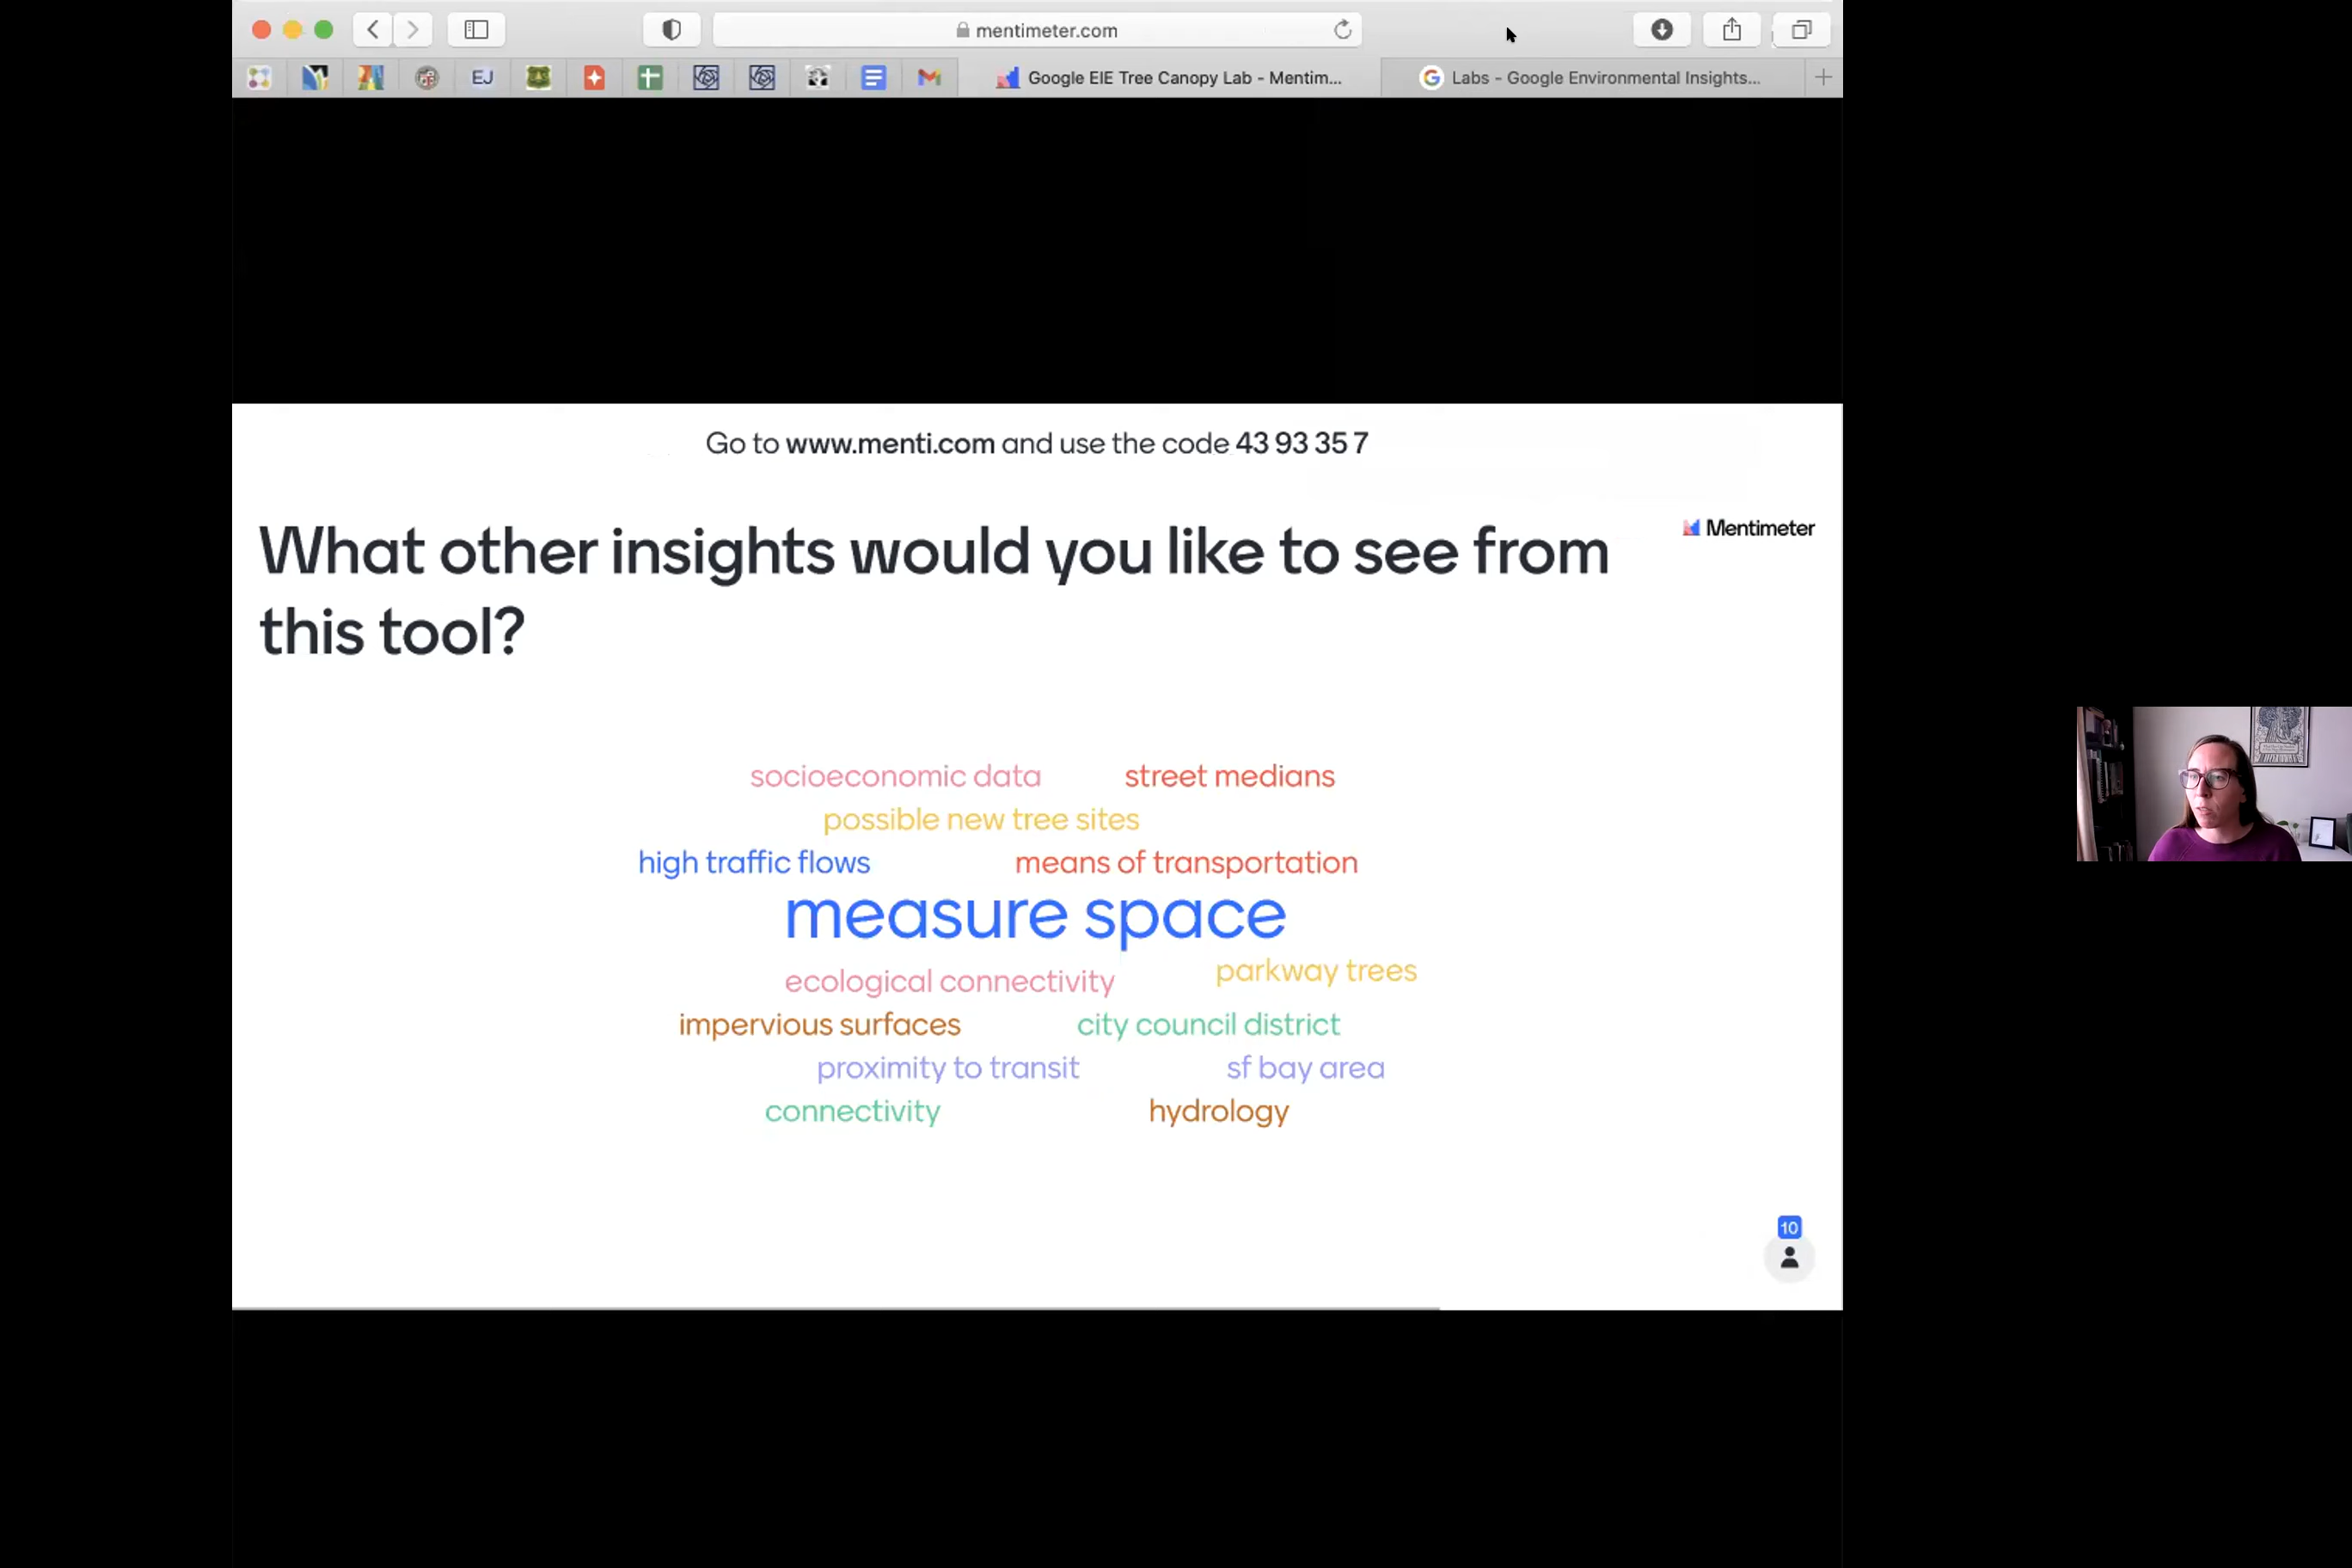 mentimeter.com
EJ
Google EIE Tree Canopy Lab - Mentim...
Labs - Google Environmental Insights...
Go to www.menti.com and use the code 43 93 35 7
What other insights would you like to see from
this tool?
Mentimeter
socioeconomic data
street medians
possible new tree sites
high traffic flows
means of transportation
measure space
ecological connectivity
parkway trees
impervious surfaces
city council district
proximity to transit
sf bay area
connectivity
hydrology
10